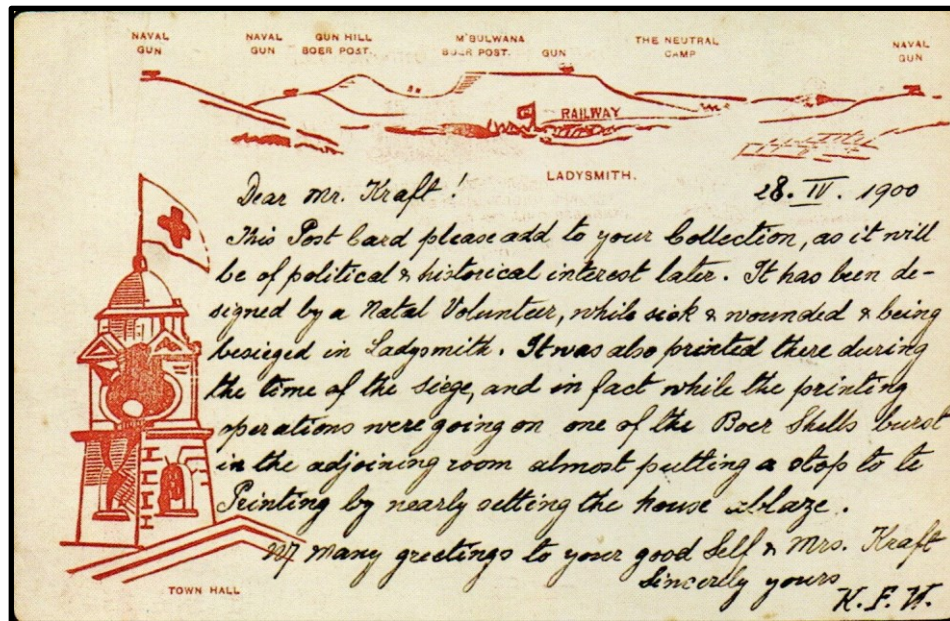 NAVAL GUN
NAVAL GUN
GUN HILL BOER POST.
M'BULWANA BOER POST.
GUN
THE NEUTRAL CAMP
NAVAL GUN
RAILWAY
LADYSMITH.
28. IV. 1900
Dear Mr. Kraft!
This Post Card please add to your Collection, as it will
be of political & historical interest later. It has been de-
signed by a Natal Volunteer, while sick & wounded & being
besieged in Ladysmith. It was also printed there during
the time of the siege, and in fact while the printing
operations were going on one of the Boer Shells burst
in the adjoining room almost putting a stop to te
Printing by nearly setting the house ablaze.
W/ many greetings to your good Self & Mrs. Kraft
Sincerely yours
K. F. V.
TOWN HALL